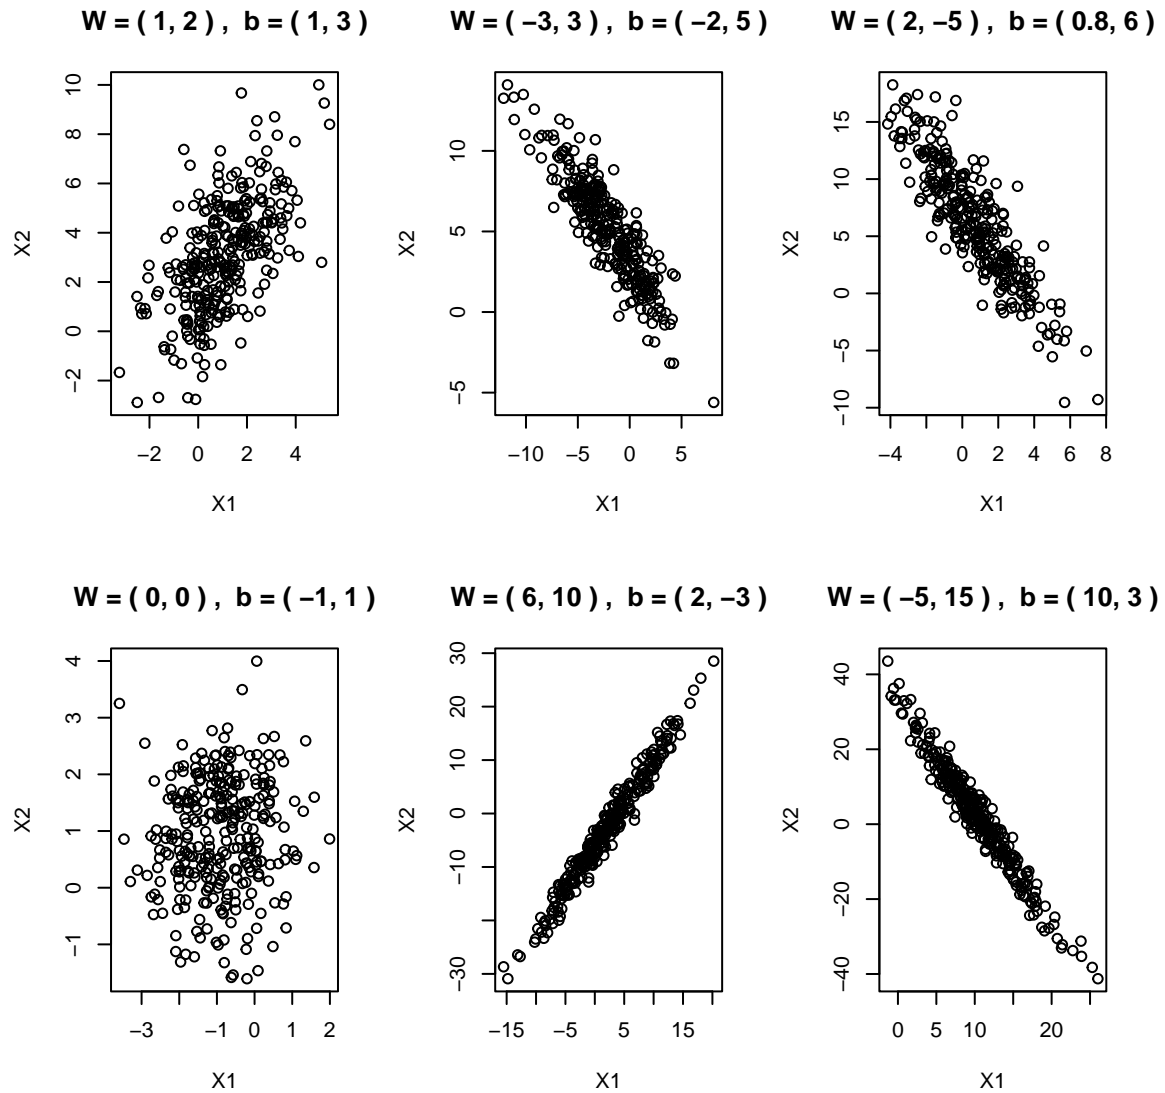 W = ( 1, 2 ) ,  b = ( 1, 3 )
10
8
6
4
2
0
−2
X2
−2 0 2 4
X1
W = ( −3, 3 ) ,  b = ( −2, 5 )
10
5
0
−5
X2
−10 −5 0 5
X1
W = ( 2, −5 ) ,  b = ( 0.8, 6 )
15
10
5
0
−5
−10
X2
−4 0 2 4 6 8
X1
W = ( 0, 0 ) ,  b = ( −1, 1 )
4
3
2
1
0
−1
X2
−3 −1 0 1 2
X1
W = ( 6, 10 ) ,  b = ( 2, −3 )
30
20
10
0
−10
−30
X2
−15 −5 5 15
X1
W = ( −5, 15 ) ,  b = ( 10, 3 )
40
20
0
−20
−40
X2
0 5 10 20
X1